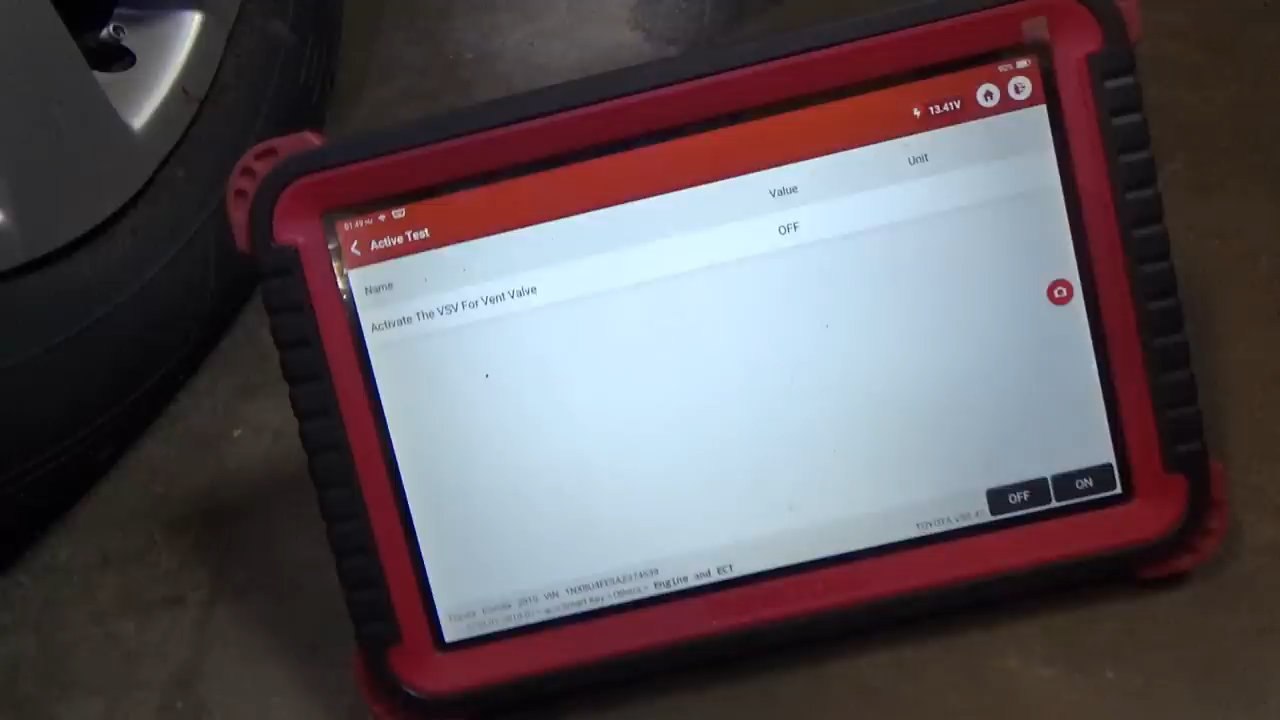 13.41V
Active Test
Name
Value
Unit
Activate The VSV For Vent Valve
OFF
OFF
ON
Engine and ECT